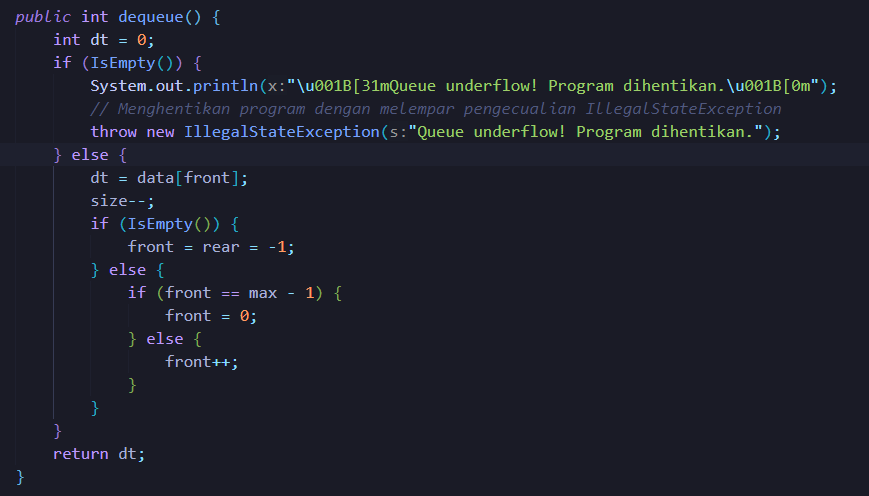 public int dequeue() {
    int dt = 0;
    if (IsEmpty()) {
        System.out.println(x:"\u001B[31mQueue underflow! Program dihentikan.\u001B[0m");
        // Menghentikan program dengan melempar pengecualian IllegalStateException
        throw new IllegalStateException(s:"Queue underflow! Program dihentikan.");
    } else {
        dt = data[front];
        size--;
        if (IsEmpty()) {
            front = rear = -1;
        } else {
            if (front == max - 1) {
                front = 0;
            } else {
                front++;
            }
        }
    }
    return dt;
}